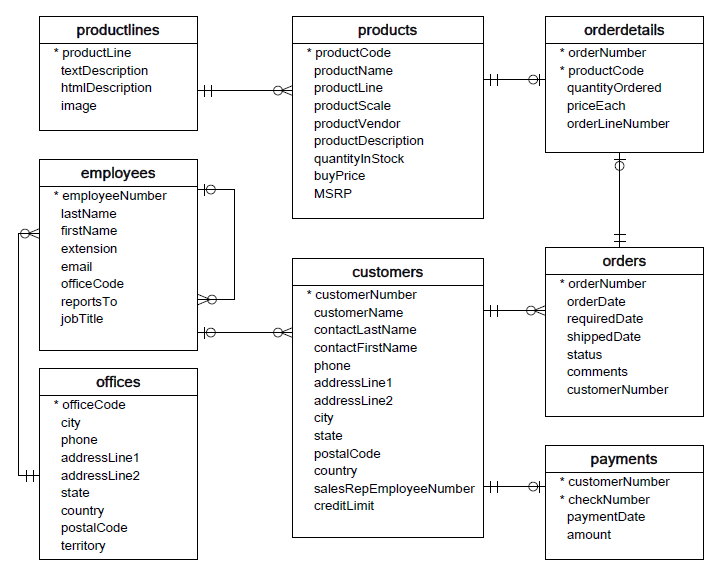 productlines
* productLine
textDescription
htmlDescription
image
products
* productCode
productName
productLine
productScale
productVendor
productDescription
quantityInStock
buyPrice
MSRP
orderdetails
* orderNumber
* productCode
quantityOrdered
priceEach
orderLineNumber
employees
* employeeNumber
lastName
firstName
extension
email
officeCode
reportsTo
jobTitle
customers
* customerNumber
customerName
contactLastName
contactFirstName
phone
addressLine1
addressLine2
city
state
postalCode
country
salesRepEmployeeNumber
creditLimit
orders
* orderNumber
orderDate
requiredDate
shippedDate
status
comments
customerNumber
offices
* officeCode
city
phone
addressLine1
addressLine2
state
country
postalCode
territory
payments
* customerNumber
* checkNumber
paymentDate
amount